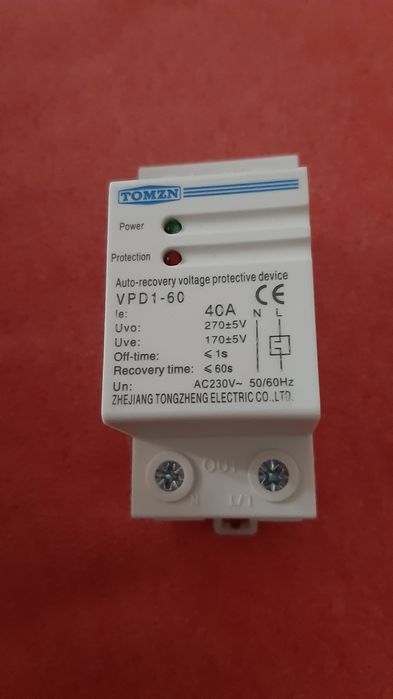 TOMZN
Power
Protection
Auto-recovery voltage protective device
VPD1-60 CE
Ie: 40A N L
Uvo: 270±5V
Uve: 170±5V
Off-time: ≤1s
Recovery time: ≤60s
Un: AC230V~ 50/60Hz
ZHEJIANG TONGZHENG ELECTRIC CO.,LTD.
OUT
N